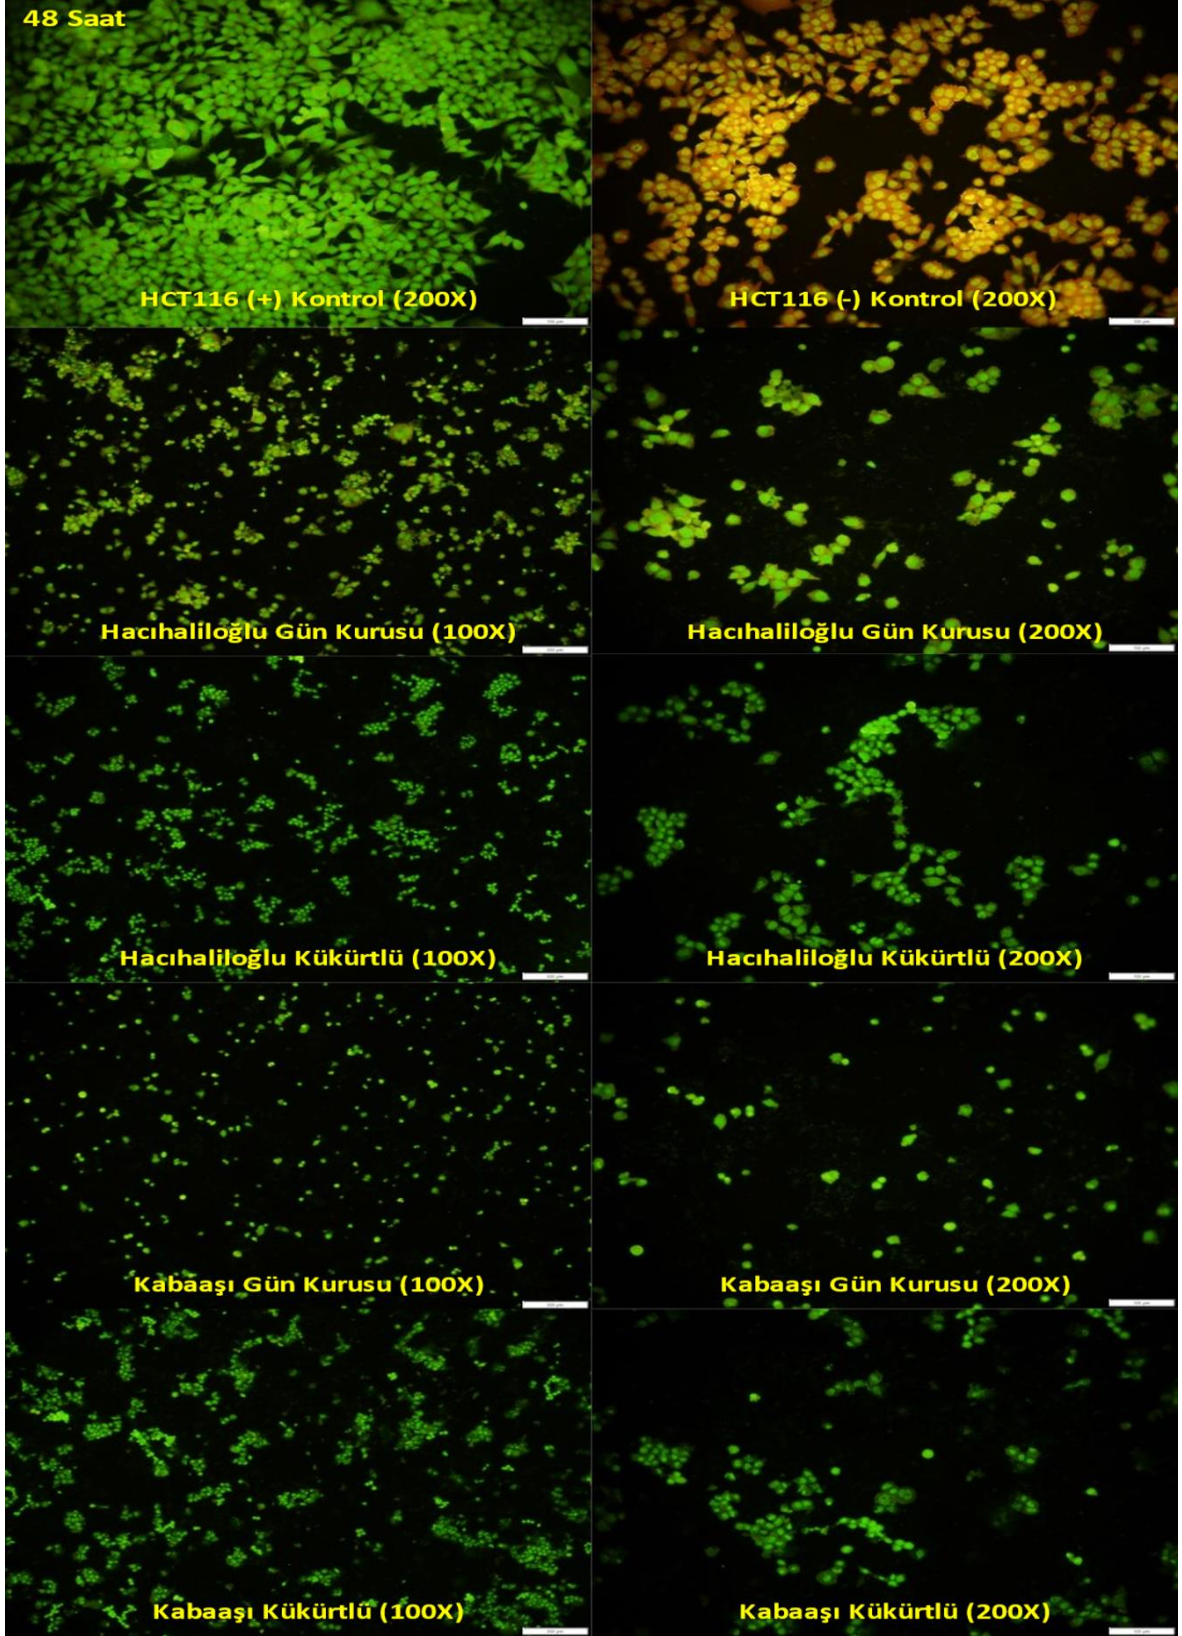 48 Saat
HCT116 (+) Kontrol (200X)
HCT116 (-) Kontrol (200X)
Hacıhaliloğlu Gün Kurusu (100X)
Hacıhaliloğlu Gün Kurusu (200X)
Hacıhaliloğlu Kükürtlü (100X)
Hacıhaliloğlu Kükürtlü (200X)
Kabaaşı Gün Kurusu (100X)
Kabaaşı Gün Kurusu (200X)
Kabaaşı Kükürtlü (100X)
Kabaaşı Kükürtlü (200X)